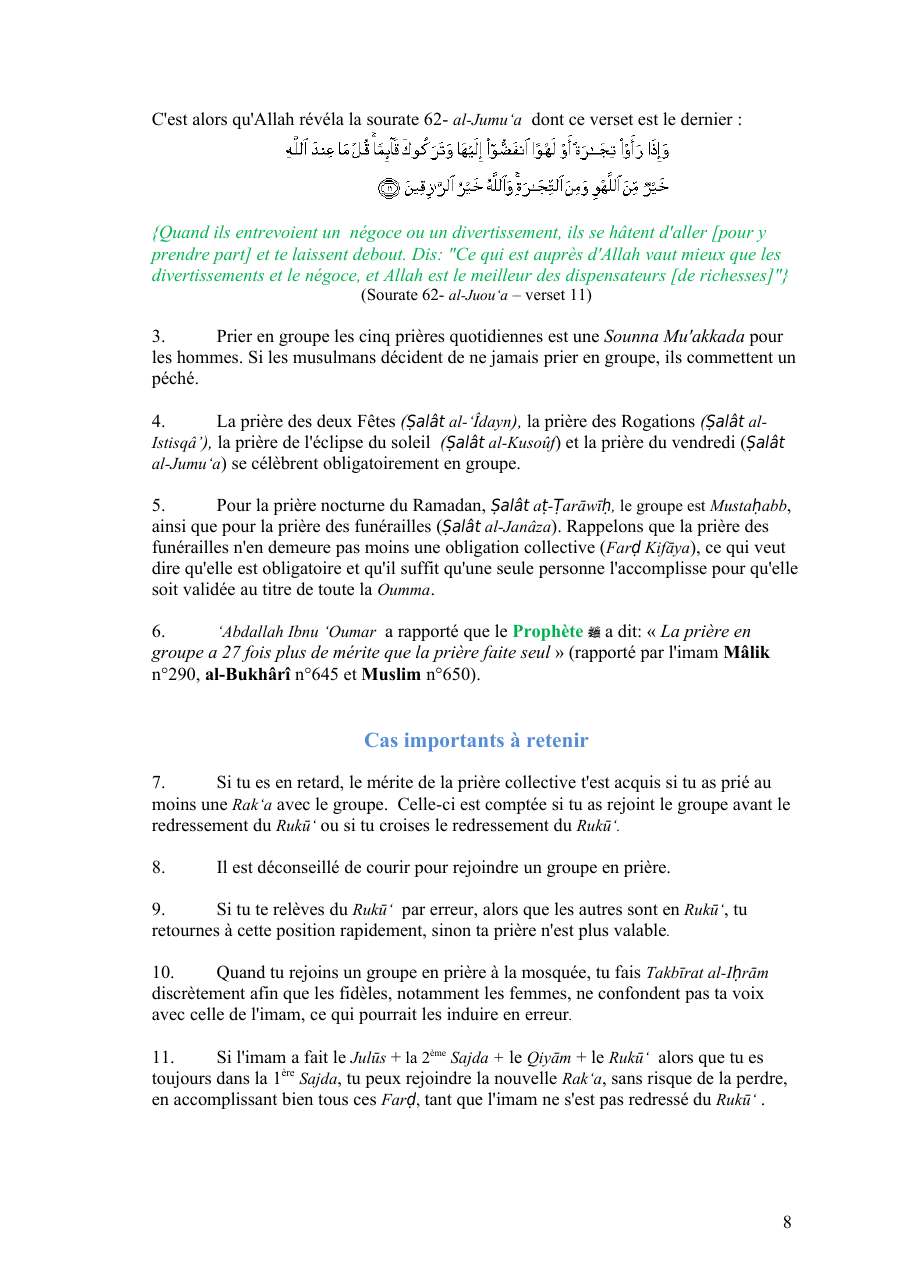 C'est alors qu'Allah révéla la sourate 62- al-Jumu‘a dont ce verset est le dernier :
وَإِذَا رَأَوْا۟ تِجَـٰرَةً أَوْ لَهْوًا ٱنفَضُّوٓا۟ إِلَيْهَا وَتَرَكُوكَ قَآئِمًا ۚ قُلْ مَا عِندَ ٱللَّهِ
خَيْرٌ مِّنَ ٱللَّهْوِ وَمِنَ ٱلتِّجَـٰرَةِ ۚ وَٱللَّهُ خَيْرُ ٱلرَّٰزِقِينَ ۝١١
{Quand ils entrevoient un négoce ou un divertissement, ils se hâtent d'aller [pour y
prendre part] et te laissent debout. Dis: "Ce qui est auprès d'Allah vaut mieux que les
divertissements et le négoce, et Allah est le meilleur des dispensateurs [de richesses]"}
(Sourate 62- al-Juou‘a – verset 11)
3. Prier en groupe les cinq prières quotidiennes est une Sounna Mu'akkada pour
les hommes. Si les musulmans décident de ne jamais prier en groupe, ils commettent un
péché.
4. La prière des deux Fêtes (Ṣalât al-‘Îdayn), la prière des Rogations (Ṣalât al-
Istisqâ’), la prière de l'éclipse du soleil (Ṣalât al-Kusoûf) et la prière du vendredi (Ṣalât
al-Jumu‘a) se célèbrent obligatoirement en groupe.
5. Pour la prière nocturne du Ramadan, Ṣalât aṭ-Ṭarāwīḥ, le groupe est Mustaḥabb,
ainsi que pour la prière des funérailles (Ṣalât al-Janâza). Rappelons que la prière des
funérailles n'en demeure pas moins une obligation collective (Farḍ Kifāya), ce qui veut
dire qu'elle est obligatoire et qu'il suffit qu'une seule personne l'accomplisse pour qu'elle
soit validée au titre de toute la Oumma.
6. ‘Abdallah Ibnu ‘Oumar a rapporté que le Prophète ﷺ a dit: « La prière en
groupe a 27 fois plus de mérite que la prière faite seul » (rapporté par l'imam Mâlik
n°290, al-Bukhârî n°645 et Muslim n°650).
Cas importants à retenir
7. Si tu es en retard, le mérite de la prière collective t'est acquis si tu as prié au
moins une Rak‘a avec le groupe. Celle-ci est comptée si tu as rejoint le groupe avant le
redressement du Rukū‘ ou si tu croises le redressement du Rukū‘.
8. Il est déconseillé de courir pour rejoindre un groupe en prière.
9. Si tu te relèves du Rukū‘ par erreur, alors que les autres sont en Rukū‘, tu
retournes à cette position rapidement, sinon ta prière n'est plus valable.
10. Quand tu rejoins un groupe en prière à la mosquée, tu fais Takbīrat al-Iḥrām
discrètement afin que les fidèles, notamment les femmes, ne confondent pas ta voix
avec celle de l'imam, ce qui pourrait les induire en erreur.
11. Si l'imam a fait le Julūs + la 2ème Sajda + le Qiyām + le Rukū‘ alors que tu es
toujours dans la 1ère Sajda, tu peux rejoindre la nouvelle Rak‘a, sans risque de la perdre,
en accomplissant bien tous ces Farḍ, tant que l'imam ne s'est pas redressé du Rukū‘ .
8